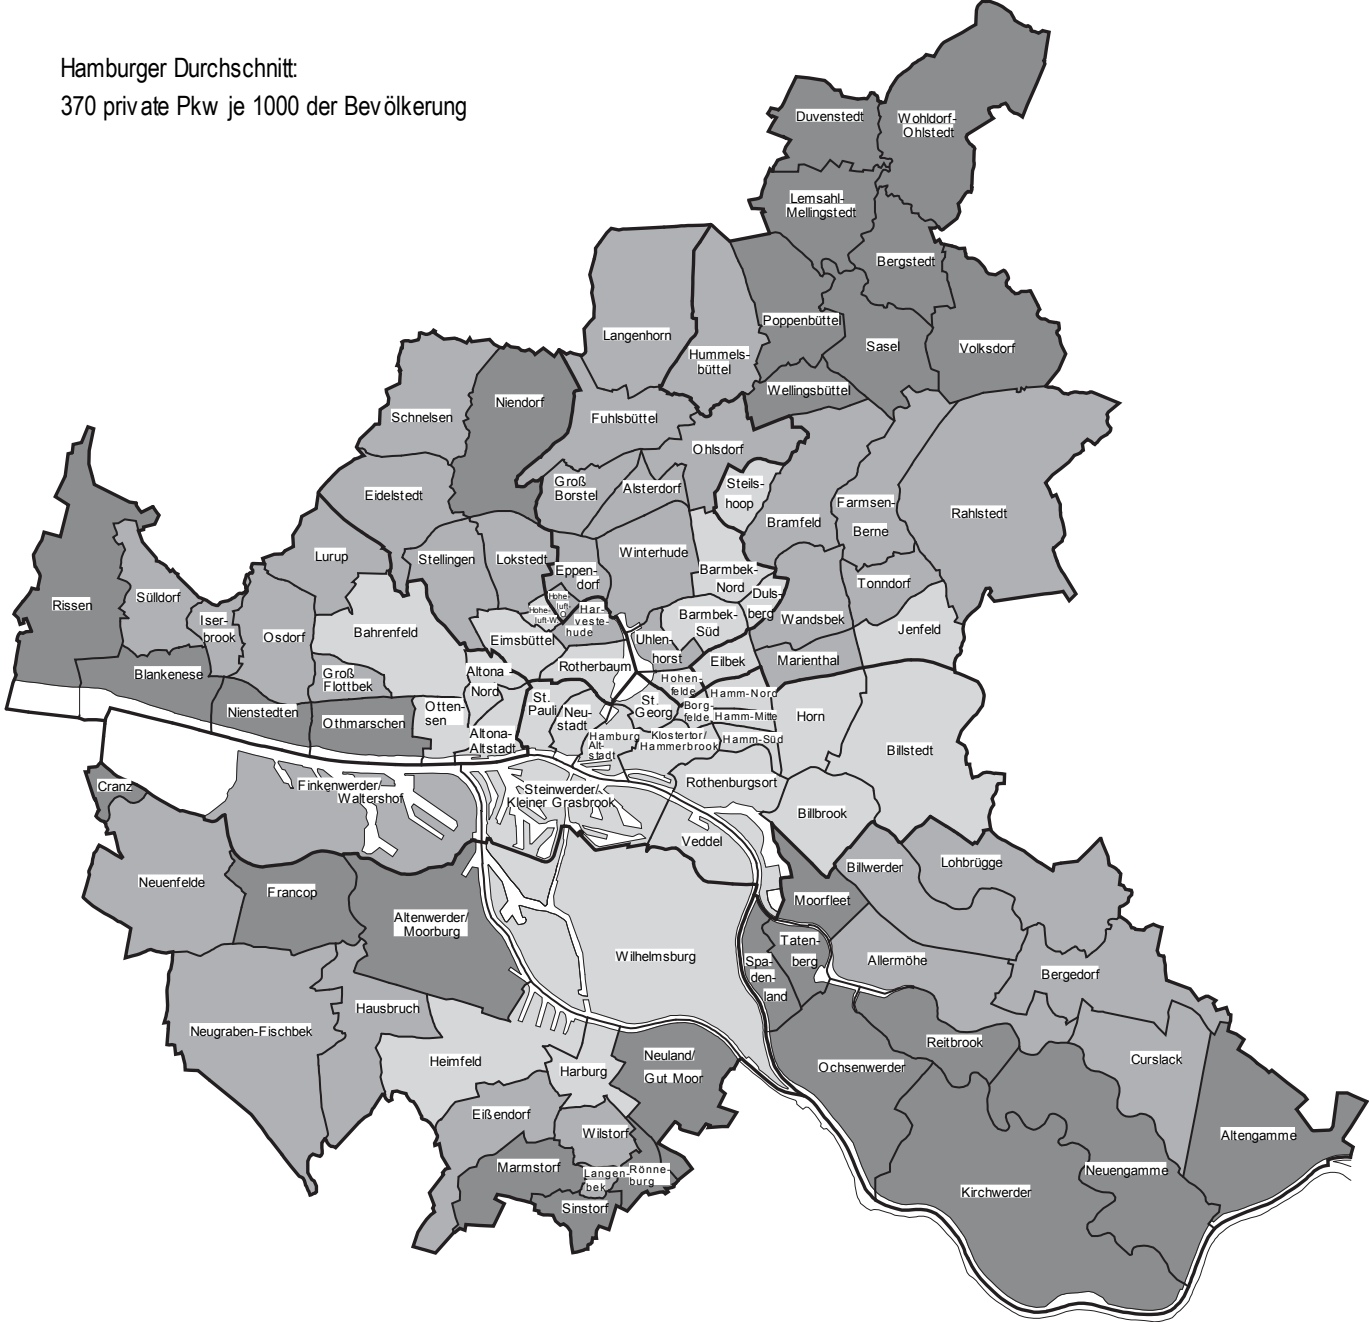 Hamburger Durchschnitt:
370 private Pkw je 1000 der Bevölkerung
Duvenstedt
Wohldorf-
Ohlstedt
Lemsahl-
Mellingstedt
Bergstedt
Poppenbüttel
Langenhorn
Hummels-
büttel
Sasel
Volksdorf
Wellingsbüttel
Niendorf
Schnelsen
Fuhlsbüttel
Ohlsdorf
Groß
Borstel
Alsterdorf
Steils-
hoop
Eidelstedt
Bramfeld
Farmsen-
Berne
Rahlstedt
Lurup
Stellingen
Lokstedt
Winterhude
Eppen-
dorf
Barmbek-
Nord
Tonndorf
Rissen
Sülldorf
Iser-
brook
Osdorf
Bahrenfeld
Hohe-
luft-
O.
Hohe-
luft-W.
Har-
veste-
hude
Duls-
berg
Barmbek-
Süd
Wandsbek
Jenfeld
Eimsbüttel
Uhlen-
horst
Eilbek
Marienthal
Rotherbaum
Blankenese
Groß
Flottbek
Altona
Nord
Hohen-
felde
Hamm-Nord
Nienstedten
Othmarschen
Otten-
sen
St.
Pauli
Neu-
stadt
St.
Georg
Borg-
felde
Hamm-Mitte
Horn
Altona-
Altstadt
Hamburg
Alt-
stadt
Klostertor/
Hammerbrook
Hamm-Süd
Billstedt
Cranz
Finkenwerder/
Waltershof
Steinwerder/
Kleiner Grasbrook
Rothenburgsort
Billbrook
Veddel
Neuenfelde
Francop
Billwerder
Lohbrügge
Altenwerder/
Moorburg
Moorfleet
Wilhelmsburg
Taten-
berg
Spa-
den-
land
Allermöhe
Bergedorf
Neugraben-Fischbek
Hausbruch
Heimfeld
Harburg
Neuland/
Gut Moor
Ochsenwerder
Reitbrook
Curslack
Eißendorf
Wilstorf
Altengamme
Marmstorf
Langen-
bek
Rönne-
burg
Neuengamme
Kirchwerder
Sinstorf